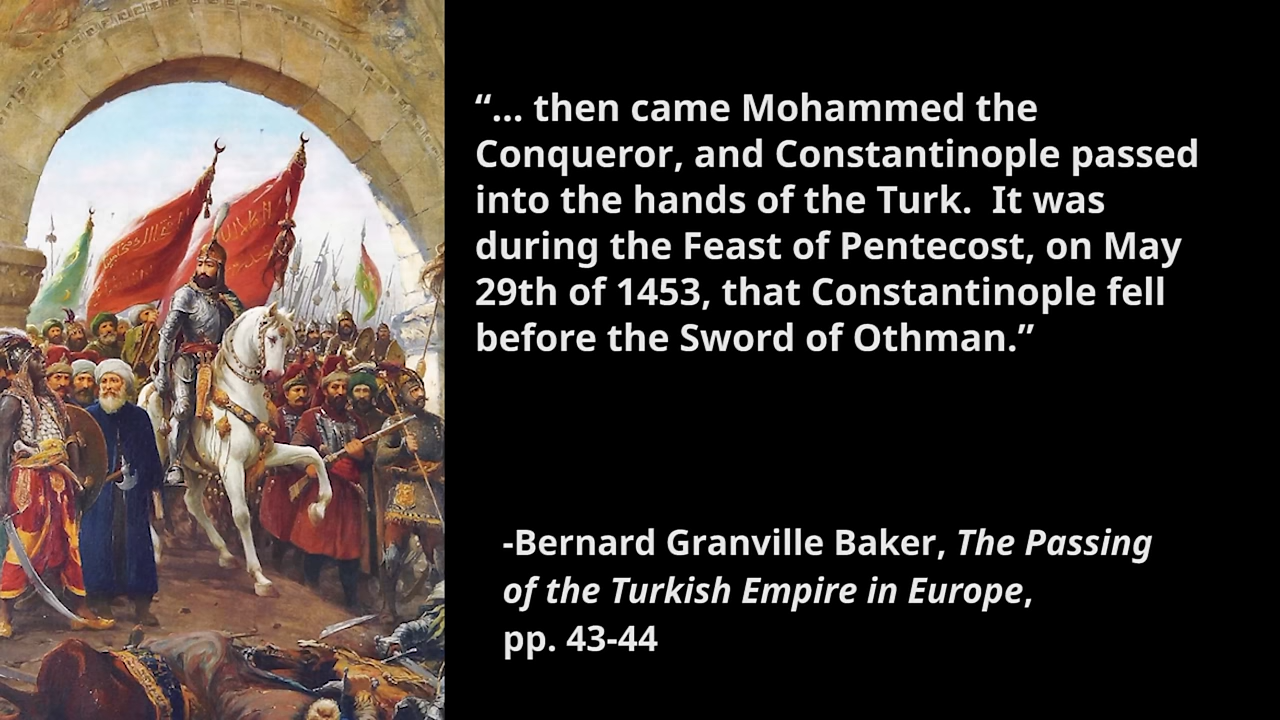 “... then came Mohammed the
Conqueror, and Constantinople passed
into the hands of the Turk.  It was
during the Feast of Pentecost, on May
29th of 1453, that Constantinople fell
before the Sword of Othman.”
-Bernard Granville Baker, The Passing
of the Turkish Empire in Europe,
pp. 43-44